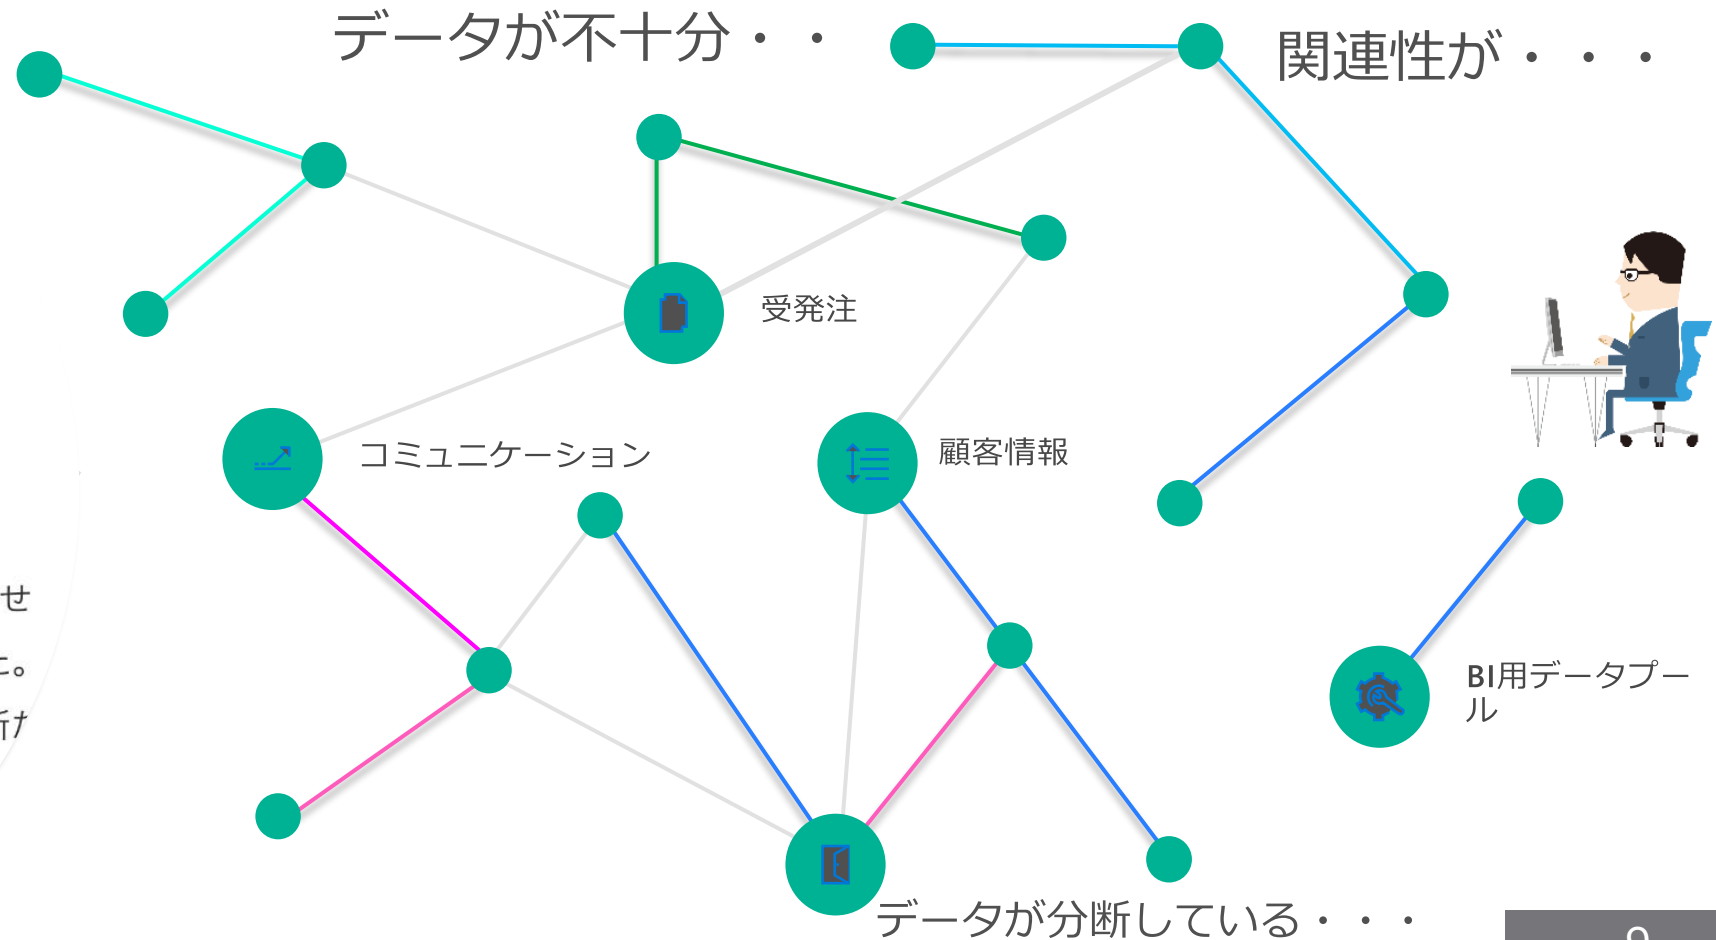 データが不十分・・
関連性が・・・
受発注
コミュニケーション
顧客情報
せ
た。
BI用データプー
ル
データが分断している・・・